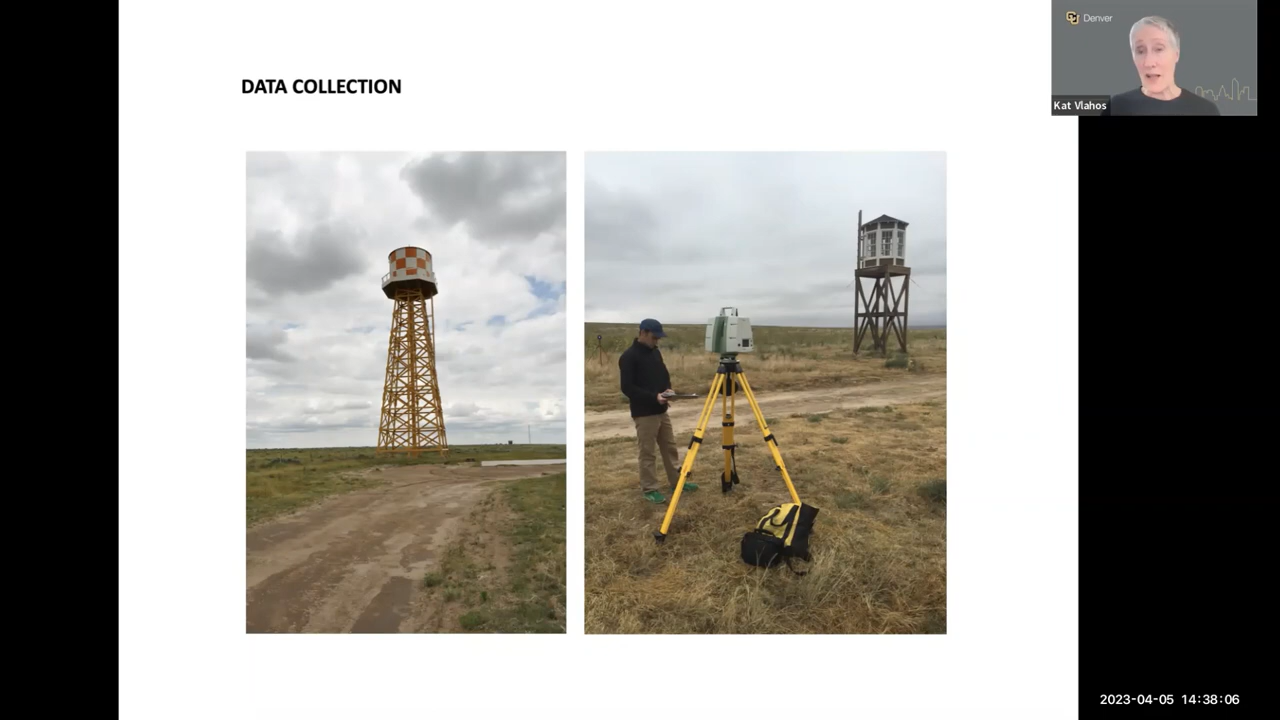 DATA COLLECTION
Denver
Kat Vlahos
2023-04-05 14:38:06